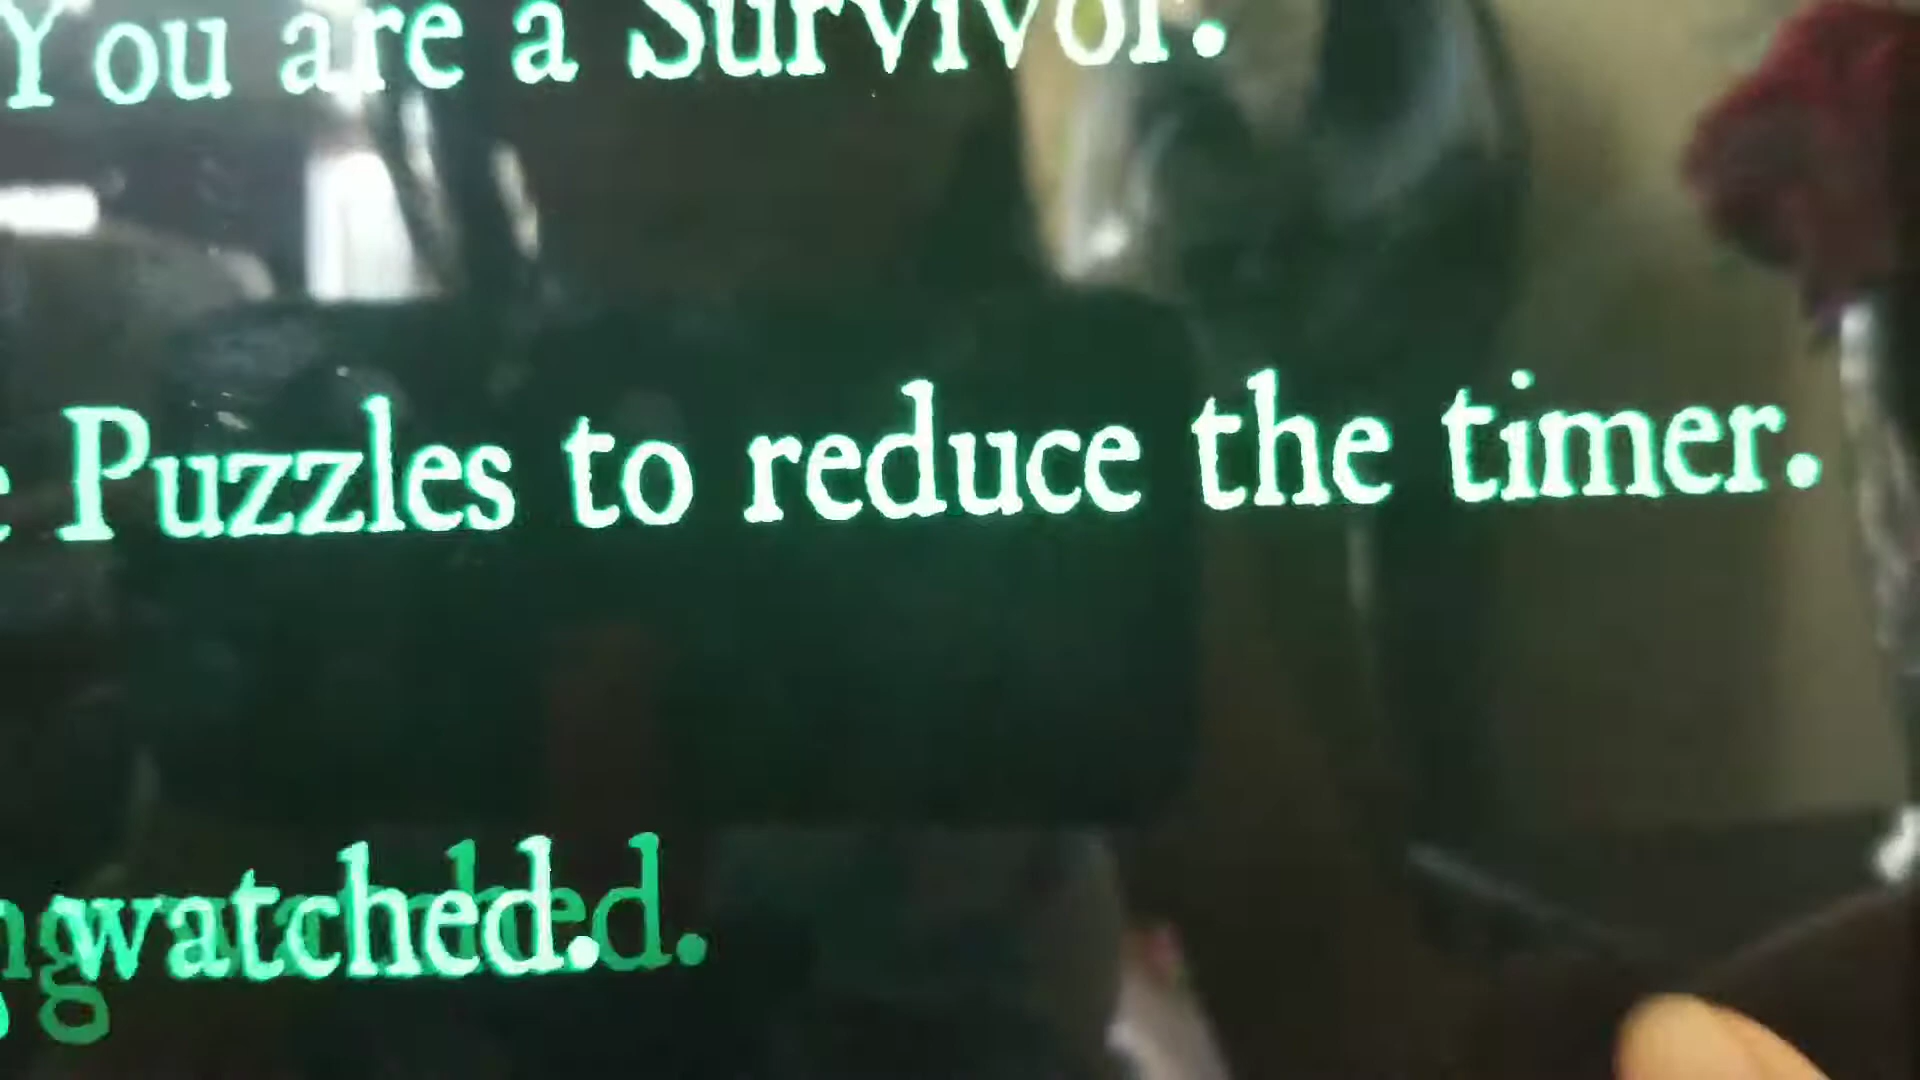 You are a Survivor.
Puzzles to reduce the timer.
watched.